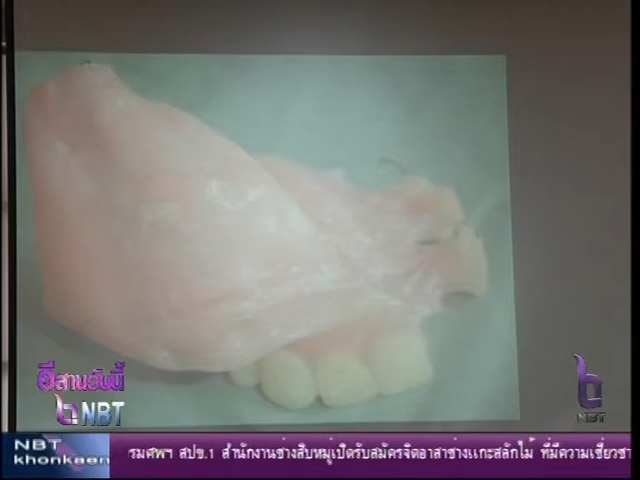 อีสานวันนี้
NBT
NBT
NBT
khonkaen
รมศพฯ สปข.1 สำนักงานช่างสิบหมู่เปิดรับสมัครจิตอาสาช่างแกะสลักไม้ ที่มีความเชี่ยวชา